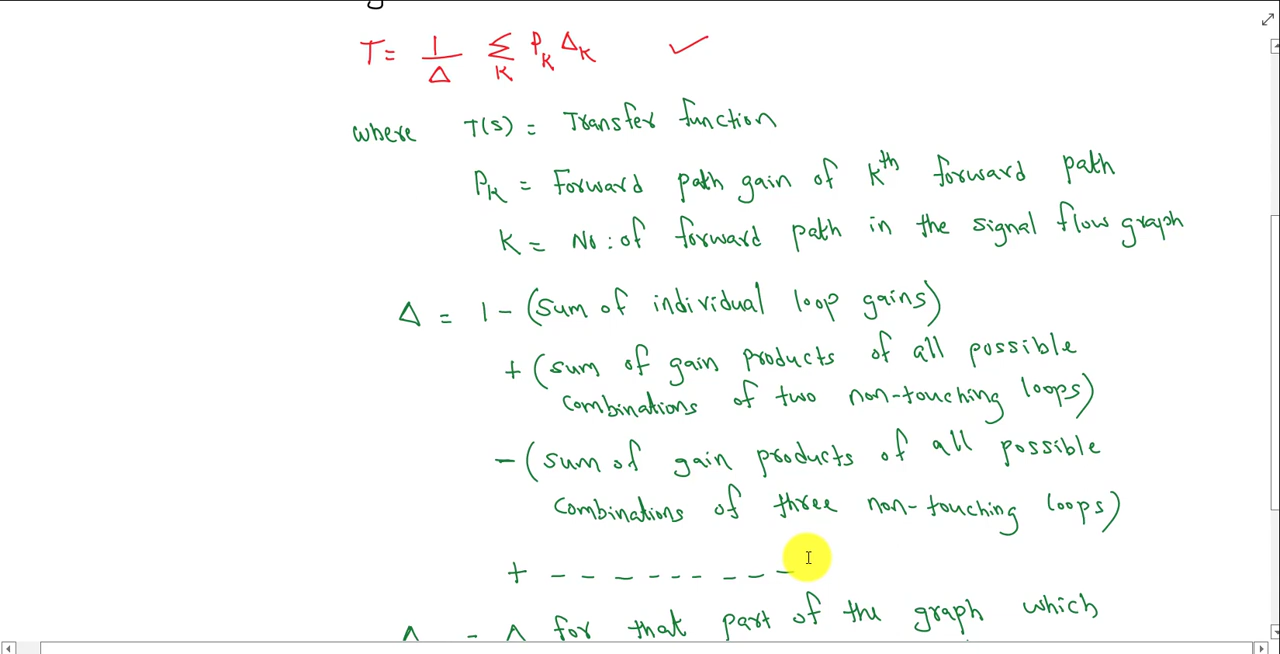 T = 1/Δ Σ_K P_K Δ_K ✓
where T(s) = Transfer function
P_K = Forward path gain of K^th forward path
K = No: of forward path in the signal flow graph
Δ = 1 - (sum of individual loop gains)
+ (sum of gain products of all possible
combinations of two non-touching loops)
- (sum of gain products of all possible
combinations of three non-touching loops)
+ - - - - - - - - -
= Δ for that part of the graph which